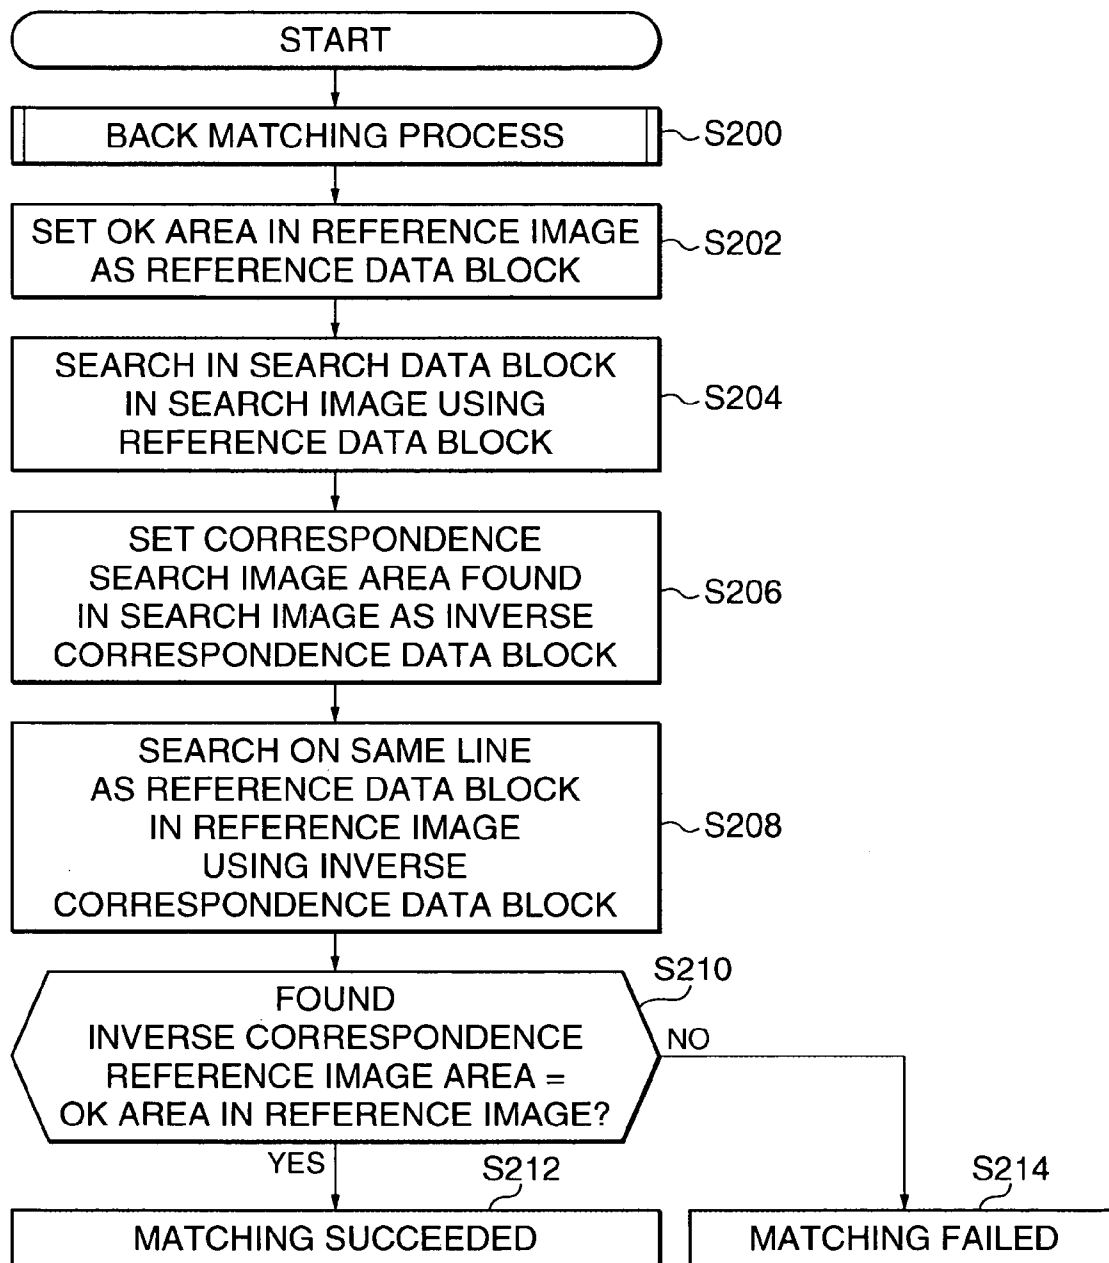 START
BACK MATCHING PROCESS
S200
SET OK AREA IN REFERENCE IMAGE
AS REFERENCE DATA BLOCK
S202
SEARCH IN SEARCH DATA BLOCK
IN SEARCH IMAGE USING
REFERENCE DATA BLOCK
S204
SET CORRESPONDENCE
SEARCH IMAGE AREA FOUND
IN SEARCH IMAGE AS INVERSE
CORRESPONDENCE DATA BLOCK
S206
SEARCH ON SAME LINE
AS REFERENCE DATA BLOCK
IN REFERENCE IMAGE
USING INVERSE
CORRESPONDENCE DATA BLOCK
S208
S210
FOUND
INVERSE CORRESPONDENCE
REFERENCE IMAGE AREA =
OK AREA IN REFERENCE IMAGE?
NO
YES
S212
MATCHING SUCCEEDED
S214
MATCHING FAILED